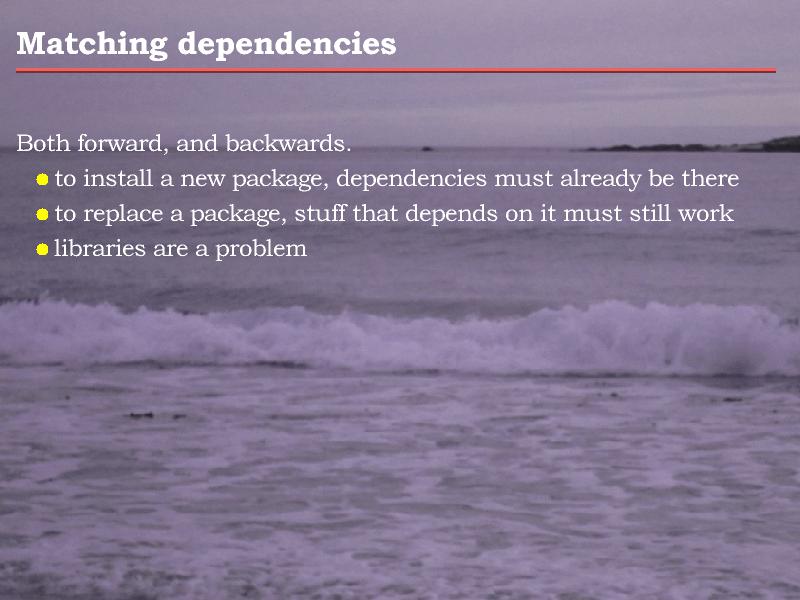 Matching dependencies
Both forward, and backwards.
to install a new package, dependencies must already be there
to replace a package, stuff that depends on it must still work
libraries are a problem